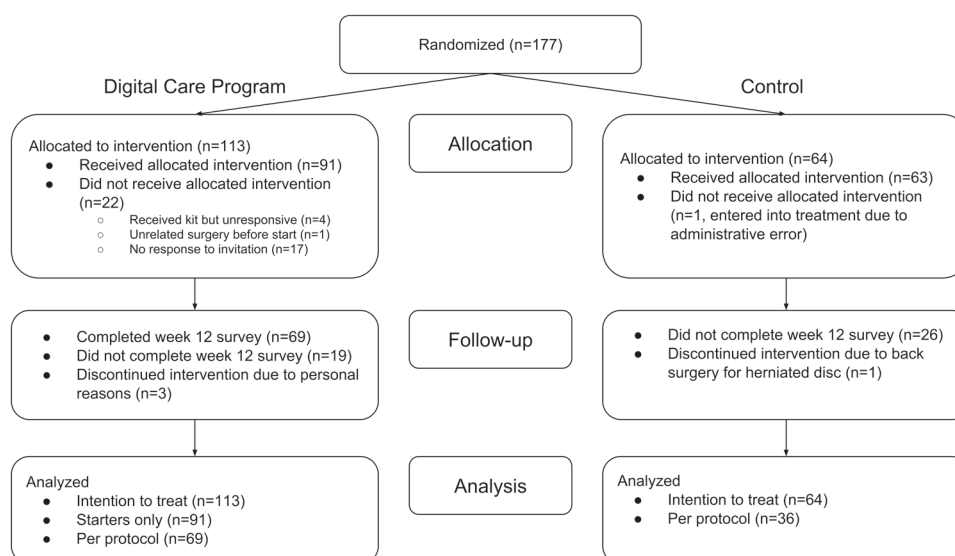 Randomized (n=177)
Digital Care Program
Control
Allocated to intervention (n=113)
● Received allocated intervention (n=91)
● Did not receive allocated intervention
(n=22)
○ Received kit but unresponsive (n=4)
○ Unrelated surgery before start (n=1)
○ No response to invitation (n=17)
Allocation
Allocated to intervention (n=64)
● Received allocated intervention (n=63)
● Did not receive allocated intervention
(n=1, entered into treatment due to
administrative error)
● Completed week 12 survey (n=69)
● Did not complete week 12 survey (n=19)
● Discontinued intervention due to personal
reasons (n=3)
Follow-up
● Did not complete week 12 survey (n=26)
● Discontinued intervention due to back
surgery for herniated disc (n=1)
Analyzed
● Intention to treat (n=113)
● Starters only (n=91)
● Per protocol (n=69)
Analysis
Analyzed
● Intention to treat (n=64)
● Per protocol (n=36)